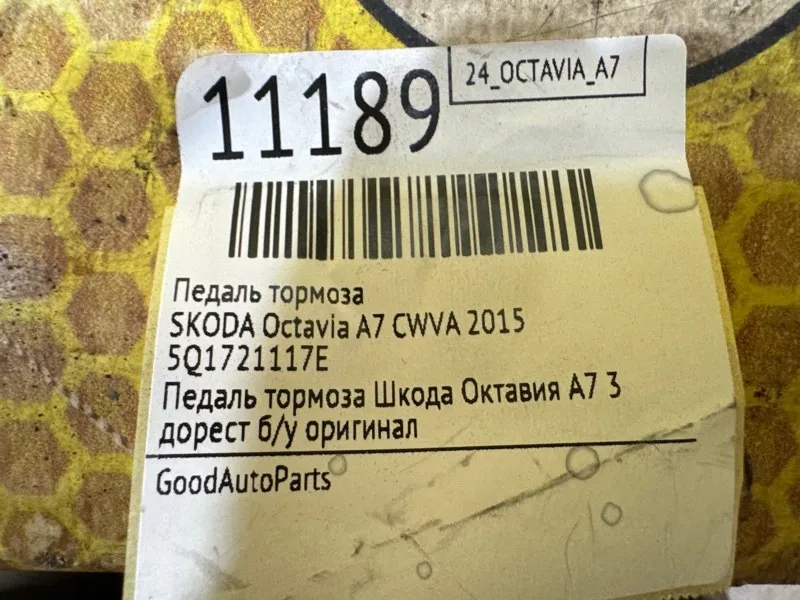 11189
24_OCTAVIA_A7
Педаль тормоза
SKODA Octavia A7 CWVA 2015
5Q1721117E
Педаль тормоза Шкода Октавия А7 3
дорест б/у оригинал
GoodAutoParts